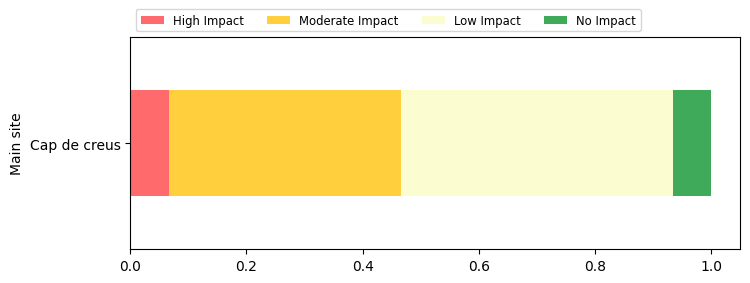 High Impact Moderate Impact Low Impact No Impact
Main site
Cap de creus
0.0 0.2 0.4 0.6 0.8 1.0